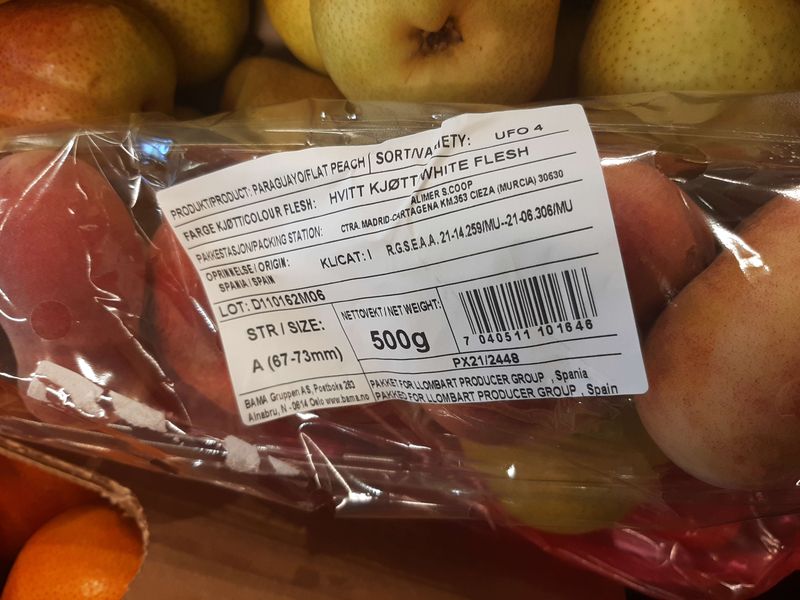 PRODUKT/PRODUCT: PARAGUAYO/FLAT PEACH SORT/VARIETY: UFO 4
FARGE KJØTT/COLOUR FLESH: HVITT KJØTT WHITE FLESH
PAKKESTASJON/PACKING STATION: ALIMER S.COOP
CTRA. MADRID-CARTAGENA KM.363 CIEZA (MURCIA) 30530
OPRINNELSE / ORIGIN: KL/CAT: I R.G.S.E.A.A. 21-14.259/MU--21-06.306/MU
SPANIA / SPAIN
LOT: D110162M06
STR / SIZE: NETTOVEKT / NET WEIGHT:
A (67-73mm) 500g 7 040511 101646
PX21/2448
BAMA Gruppen AS, Postboks 263
Alnabru, N -0614 Oslo www.bama.no
PAKKET FOR LLOMBART PRODUCER GROUP , Spania
PAKKED FOR LLOMBART PRODUCER GROUP , Spain